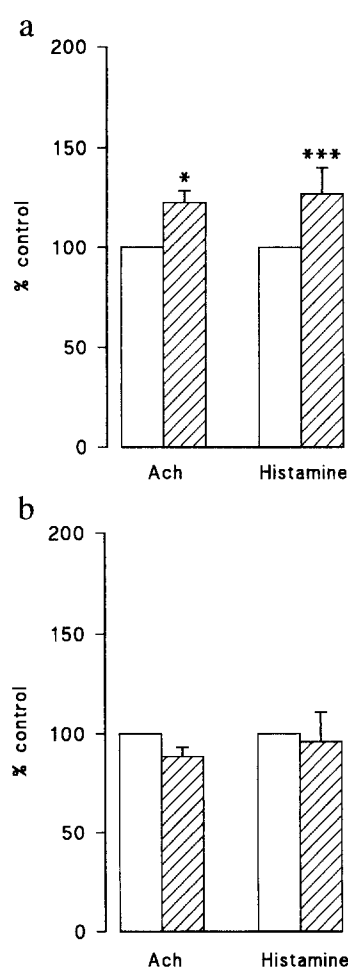 a
200
150
100
50
0
% control
*
***
Ach Histamine
b
200
150
100
50
0
% control
Ach Histamine